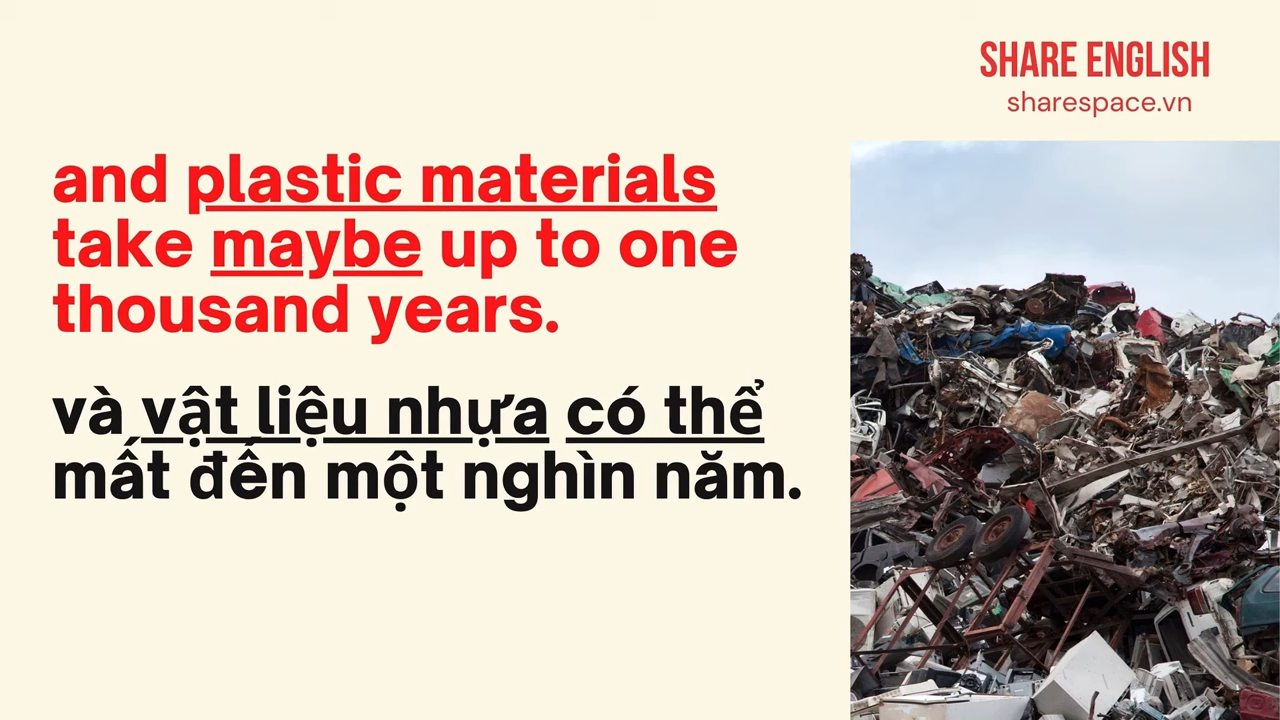 SHARE ENGLISH
sharespace.vn
and plastic materials
take maybe up to one
thousand years.
và vật liệu nhựa có thể
mất đến một nghìn năm.